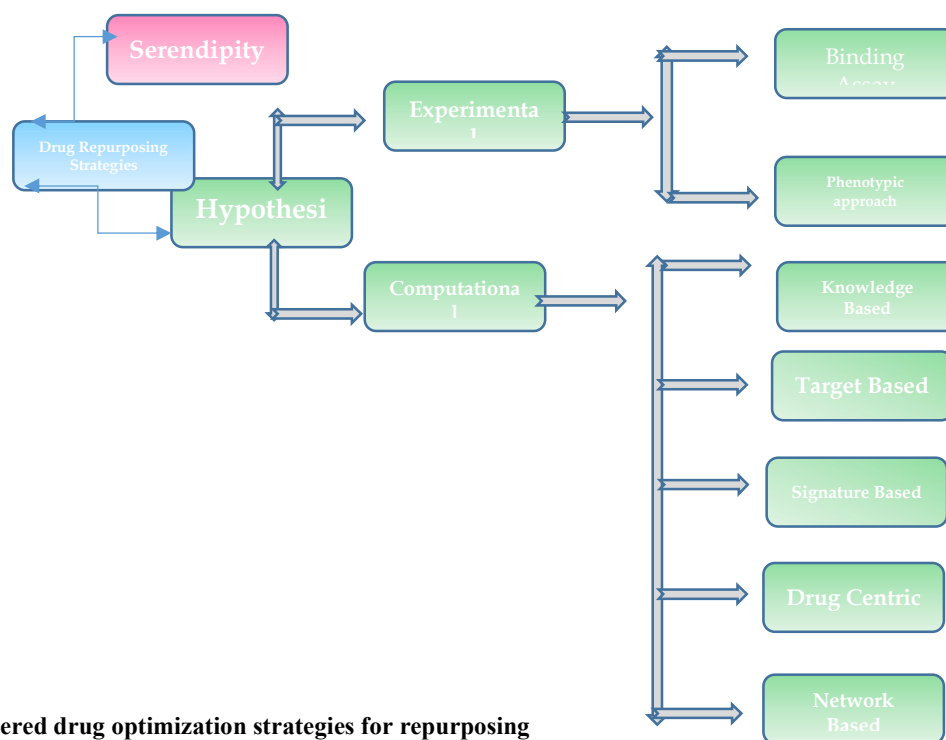 Serendipity
Drug Repurposing
Strategies
Hypothesi
Experimenta
l
Computationa
l
Binding
Assay
Phenotypic
approach
Knowledge
Based
Target Based
Signature Based
Drug Centric
Network
Based
ered drug optimization strategies for repurposing